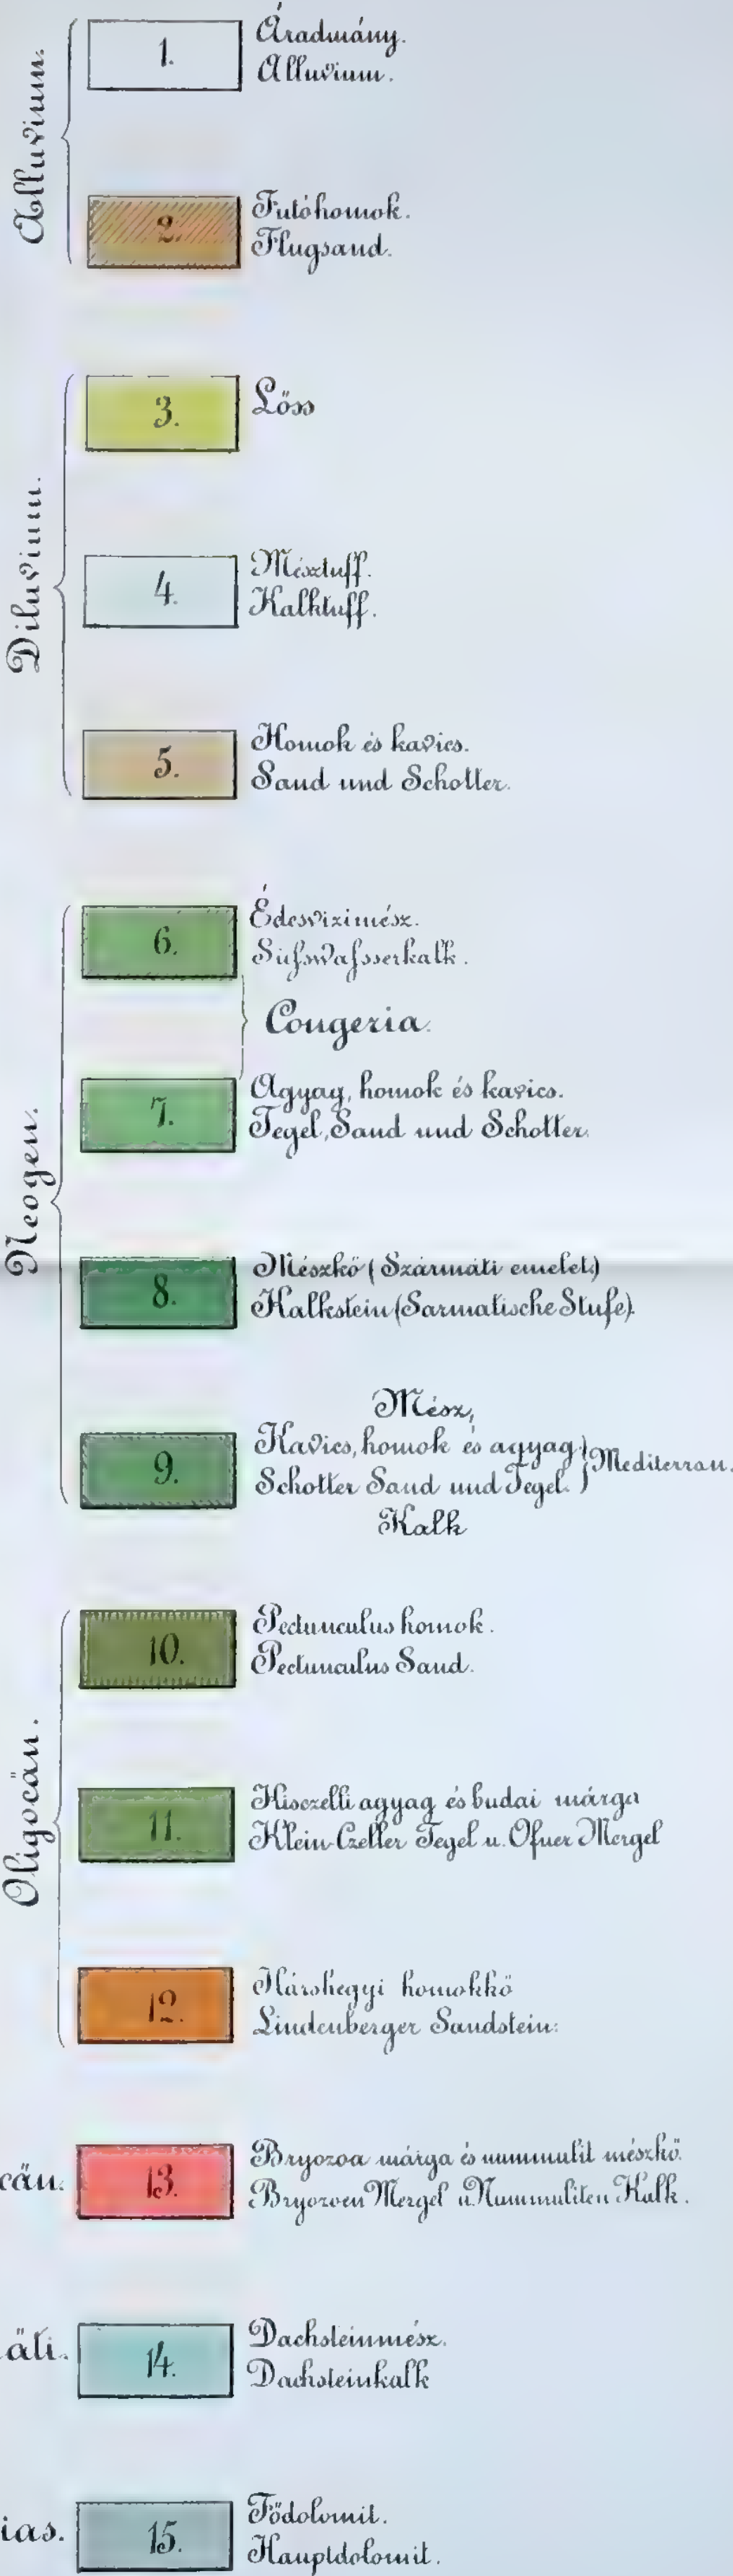 Alluvium.
1.
Áradmány.
Alluvium.
2.
Futóhomok.
Flugsand.
Diluvium.
3.
Löss
4.
Mésztuff.
Kalktuff.
5.
Homok és kavics.
Sand und Schotter.
Neogen.
6.
Édesvizimész.
Süsswasserkalk.
Congeria.
7.
Agyag, homok és kavics.
Tegel, Sand und Schotter.
8.
Mészkő (Szármáti emelet)
Kalkstein (Sarmatische Stufe).
9.
Mész,
Kavics, homok és agyag
Schotter Sand und Tegel.
Kalk
Mediterran.
Oligocän.
10.
Pectunculus homok.
Pectunculus Sand.
11.
Kisczelli agyag és budai márga
Klein-Czeller Tegel u. Ofner Mergel
12.
Hárshegyi homokkő
Lindenberger Sandstein:
cän.
13.
Bryozoa márga és nummulit mészkő.
Bryozoen Mergel u Nummuliten Kalk.
äti.
14.
Dachsteinmész.
Dachsteinkalk
ias.
15.
Fődolomit.
Hauptdolomit.